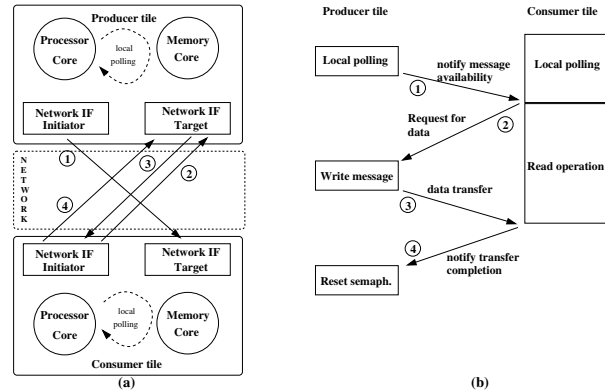 Producer tile
Processor
Core
local
polling
Memory
Core
Network IF
Initiator
Network IF
Target
NETWORK
1
3
2
4
Network IF
Initiator
Network IF
Target
Processor
Core
local
polling
Memory
Core
Consumer tile
(a)
Producer tile
Consumer tile
Local polling
notify message
availability
1
Local polling
Request for
data
2
Write message
Read operation
data transfer
3
4
notify transfer
completion
Reset semaph.
(b)